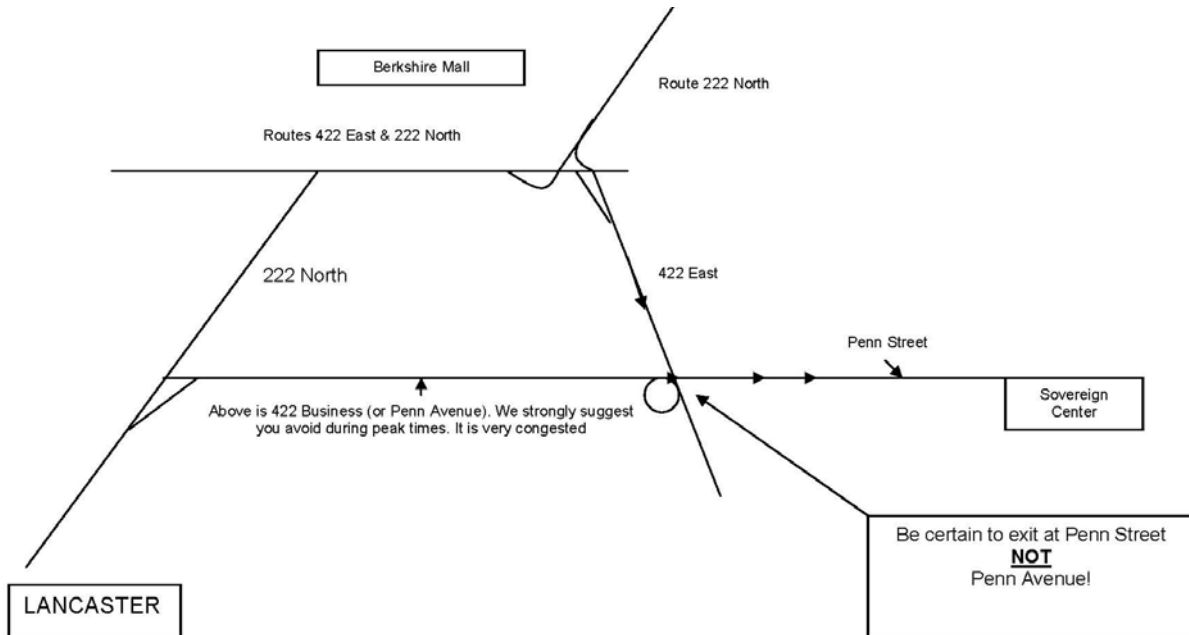 Berkshire Mall
Route 222 North
Routes 422 East & 222 North
222 North
422 East
Penn Street
Above is 422 Business (or Penn Avenue). We strongly suggest
you avoid during peak times. It is very congested
Sovereign
Center
Be certain to exit at Penn Street
NOT
Penn Avenue!
LANCASTER